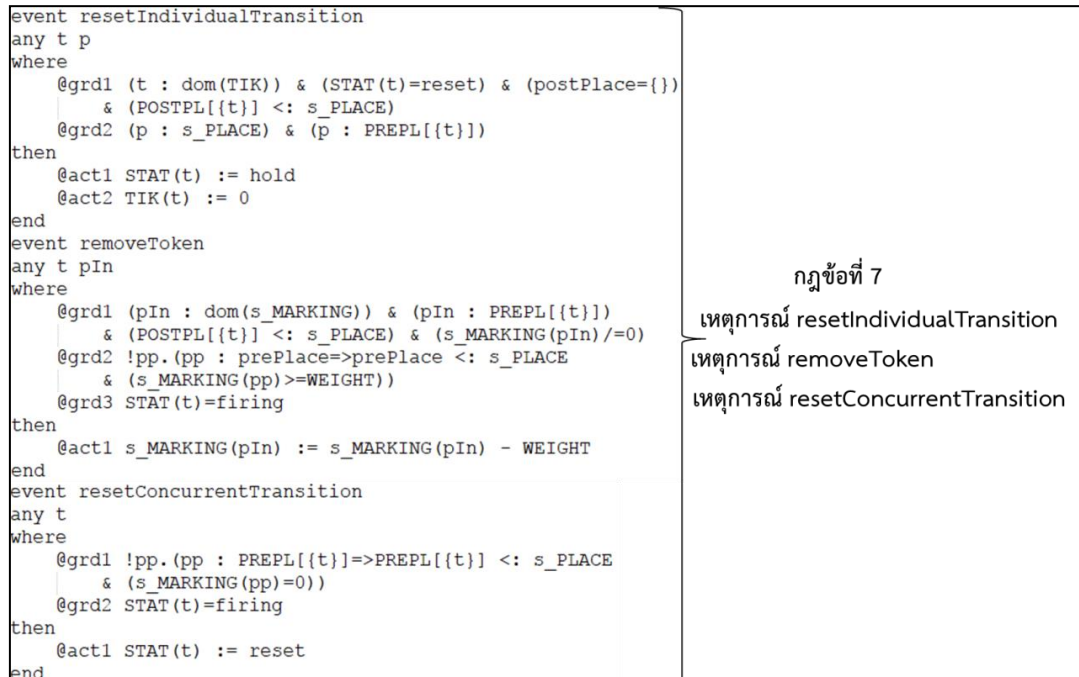 event resetIndividualTransition
any t p
where
    @grd1 (t : dom(TIK)) & (STAT(t)=reset) & (postPlace={})
        & (POSTPL[{t}] <: s_PLACE)
    @grd2 (p : s_PLACE) & (p : PREPL[{t}])
then
    @act1 STAT(t) := hold
    @act2 TIK(t) := 0
end
event removeToken
any t pIn
where
    @grd1 (pIn : dom(s_MARKING)) & (pIn : PREPL[{t}])
        & (POSTPL[{t}] <: s_PLACE) & (s_MARKING(pIn)/=0)
    @grd2 !pp.(pp : prePlace=>prePlace <: s_PLACE
        & (s_MARKING(pp)>=WEIGHT))
    @grd3 STAT(t)=firing
then
    @act1 s_MARKING(pIn) := s_MARKING(pIn) - WEIGHT
end
event resetConcurrentTransition
any t
where
    @grd1 !pp.(pp : PREPL[{t}]=>PREPL[{t}] <: s_PLACE
        & (s_MARKING(pp)=0))
    @grd2 STAT(t)=firing
then
    @act1 STAT(t) := reset
end
กฎข้อที่ 7
เหตุการณ์ resetIndividualTransition
เหตุการณ์ removeToken
เหตุการณ์ resetConcurrentTransition